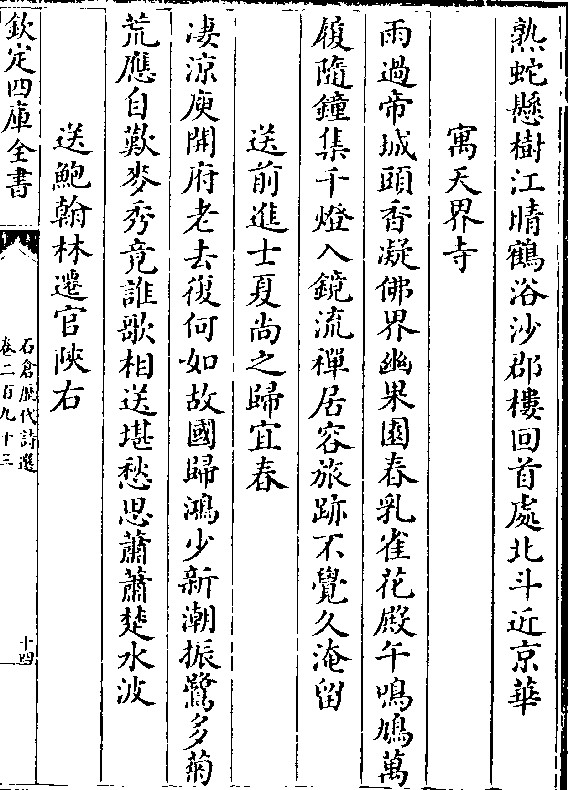 熟蛇懸樹江晴鶴浴沙郡樓回首處北斗近京華
寓天界寺
雨過帝城頭香凝佛界幽果園春乳雀花殿午鳴鳩萬
履隨鐘集千燈入鏡流禪居容旅跡不覺久淹留
送前進士夏尚之歸宜春
凄涼庾開府老去復何如故國歸鴻少新潮振鷺多菊
荒應自歎麥秀竟誰歌相送堪愁思蕭蕭楚水波
送鮑翰林遷官陝右
欽定四庫全書
石倉歷代詩選
卷二百九十三
十四